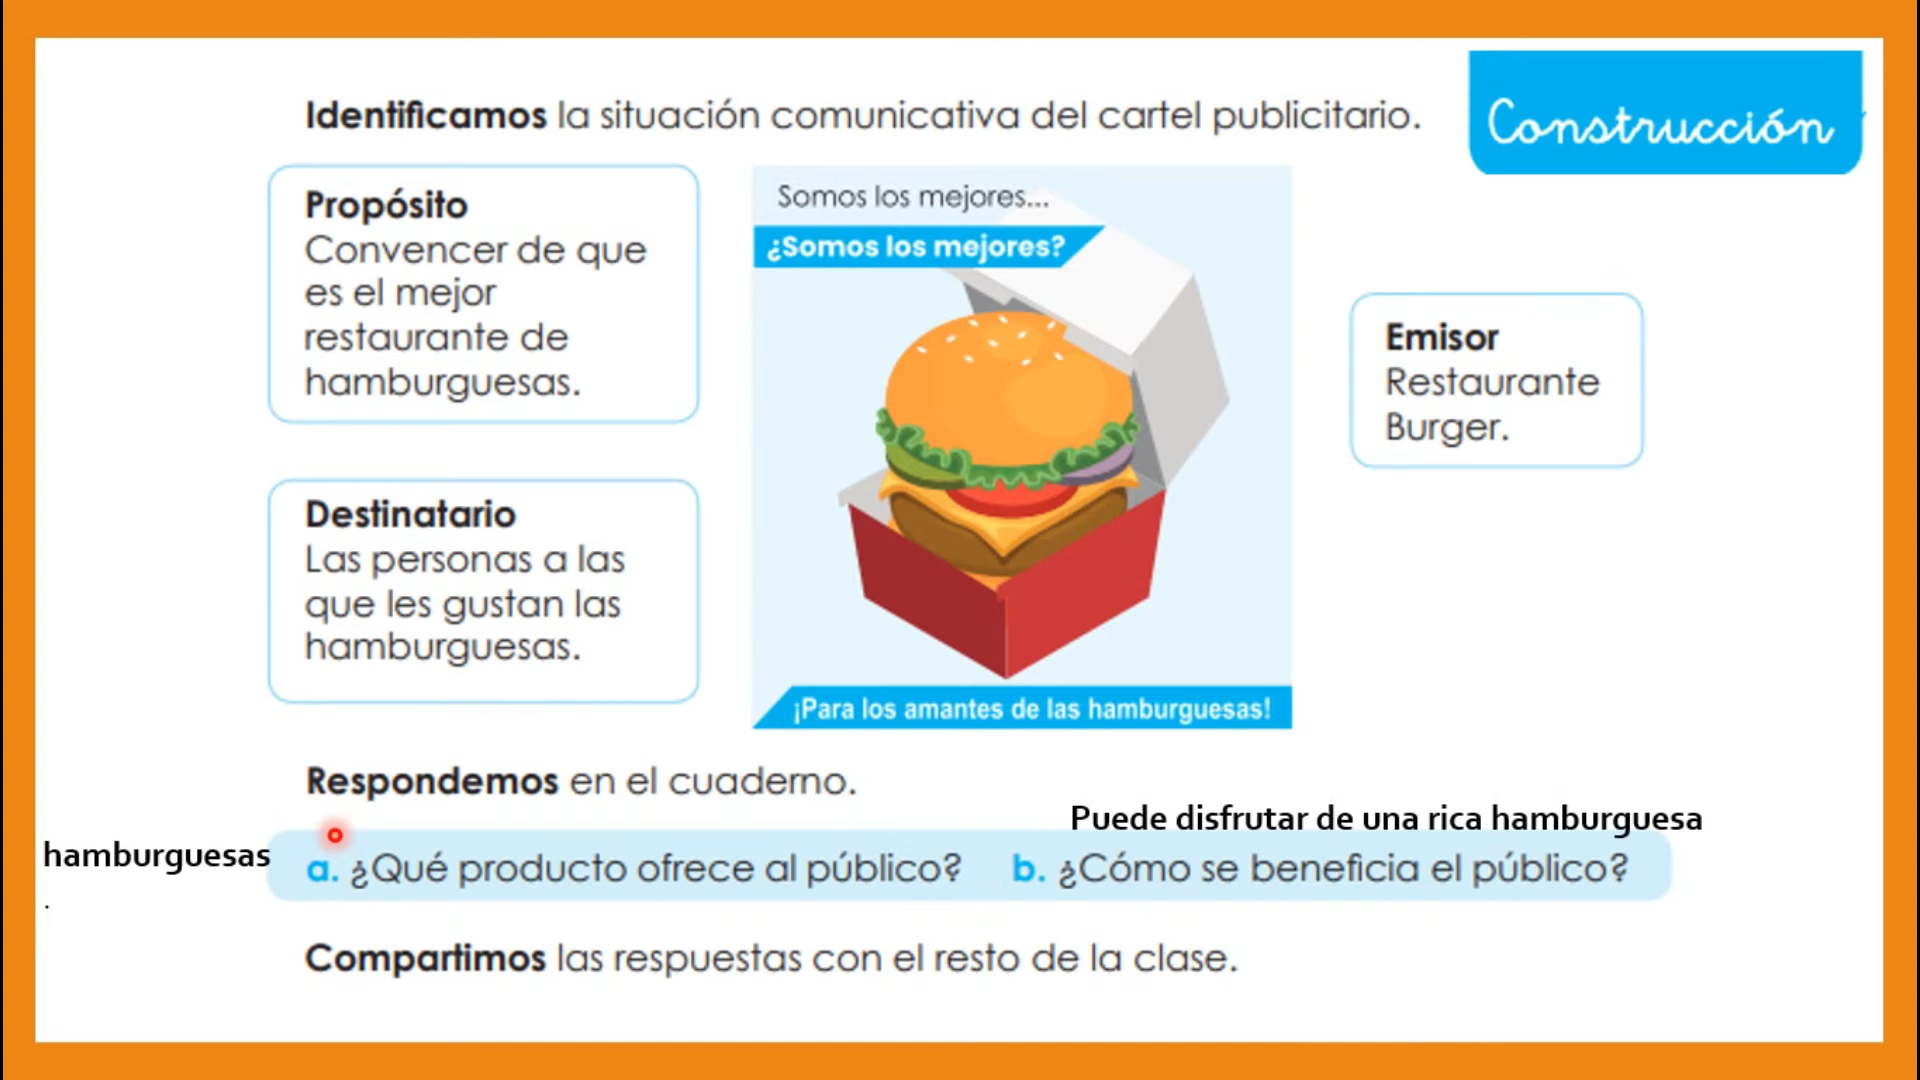 Construcción
Identificamos la situación comunicativa del cartel publicitario.
Propósito
Convencer de que
es el mejor
restaurante de
hamburguesas.
Destinatario
Las personas a las
que les gustan las
hamburguesas.
Somos los mejores...
¿Somos los mejores?
¡Para los amantes de las hamburguesas!
Emisor
Restaurante
Burger.
Respondemos en el cuaderno.
hamburguesas
.
a. ¿Qué producto ofrece al público?
Puede disfrutar de una rica hamburguesa
b. ¿Cómo se beneficia el público?
Compartimos las respuestas con el resto de la clase.